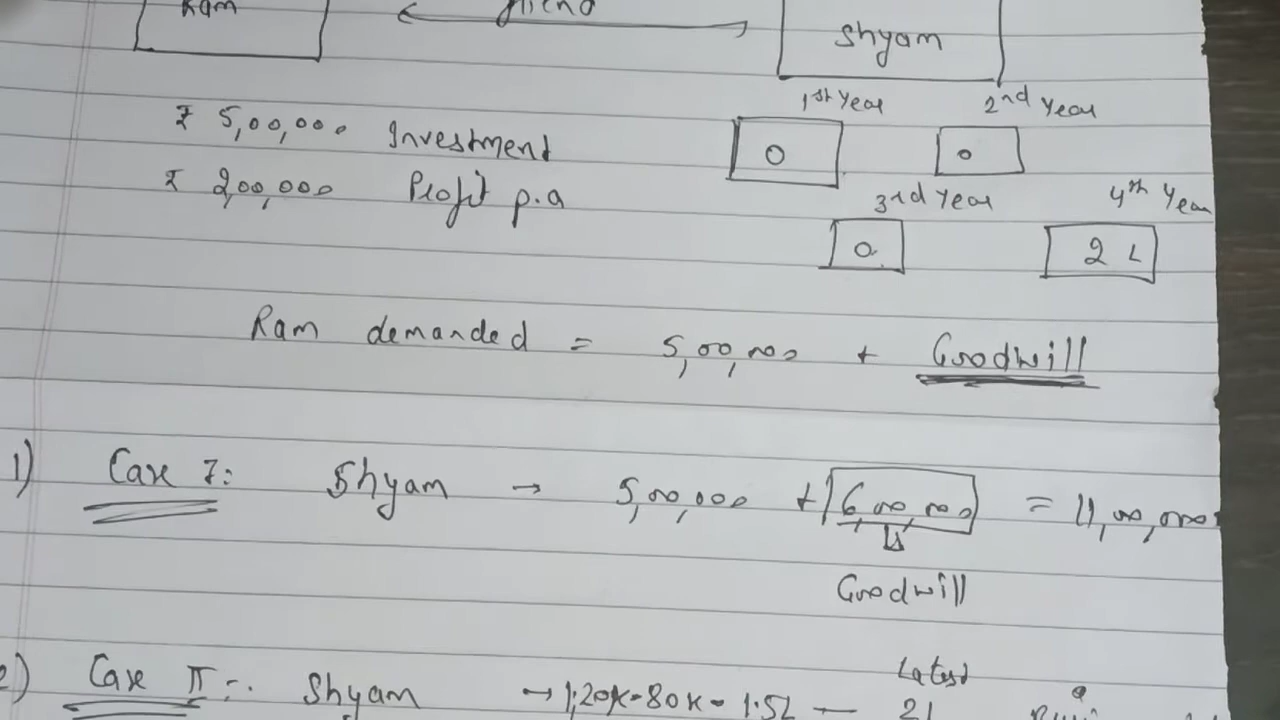 Ram friend Shyam
1st Year 2nd Year
₹ 5,00,000 Investment 0 0
₹ 2,00,000 Profit p.a
3rd Year 4th Year
0 2 L
Ram demanded = 5,00,000 + Goodwill
1) Case I: Shyam → 5,00,000 + 6,00,000 = 11,00,000
Goodwill
Latest
2) Case II :- Shyam → 1.20K - 80K - 1.5L — 2L